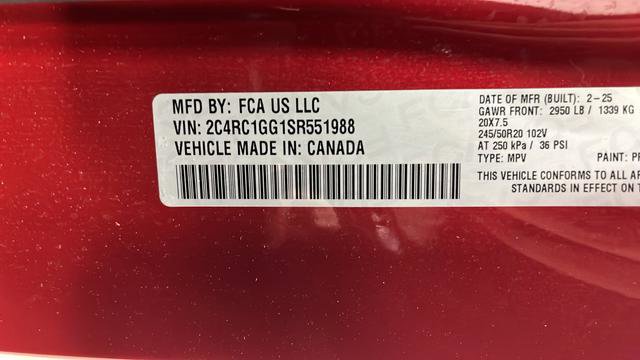 MFD BY: FCA US LLC
VIN: 2C4RC1GG1SR551988
VEHICLE MADE IN: CANADA
DATE OF MFR (BUILT): 2-25
GAWR FRONT: 2950 LB / 1339 KG
20X7.5
245/50R20 102V
AT 250 kPa / 36 PSI
TYPE: MPV PAINT:
THIS VEHICLE CONFORMS TO ALL
STANDARDS IN EFFECT ON